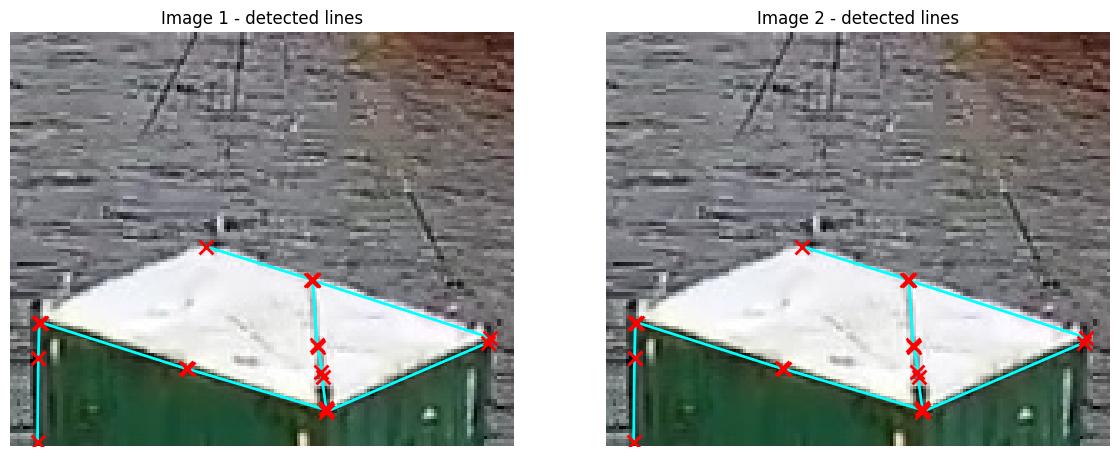 Image 1 - detected lines
Image 2 - detected lines